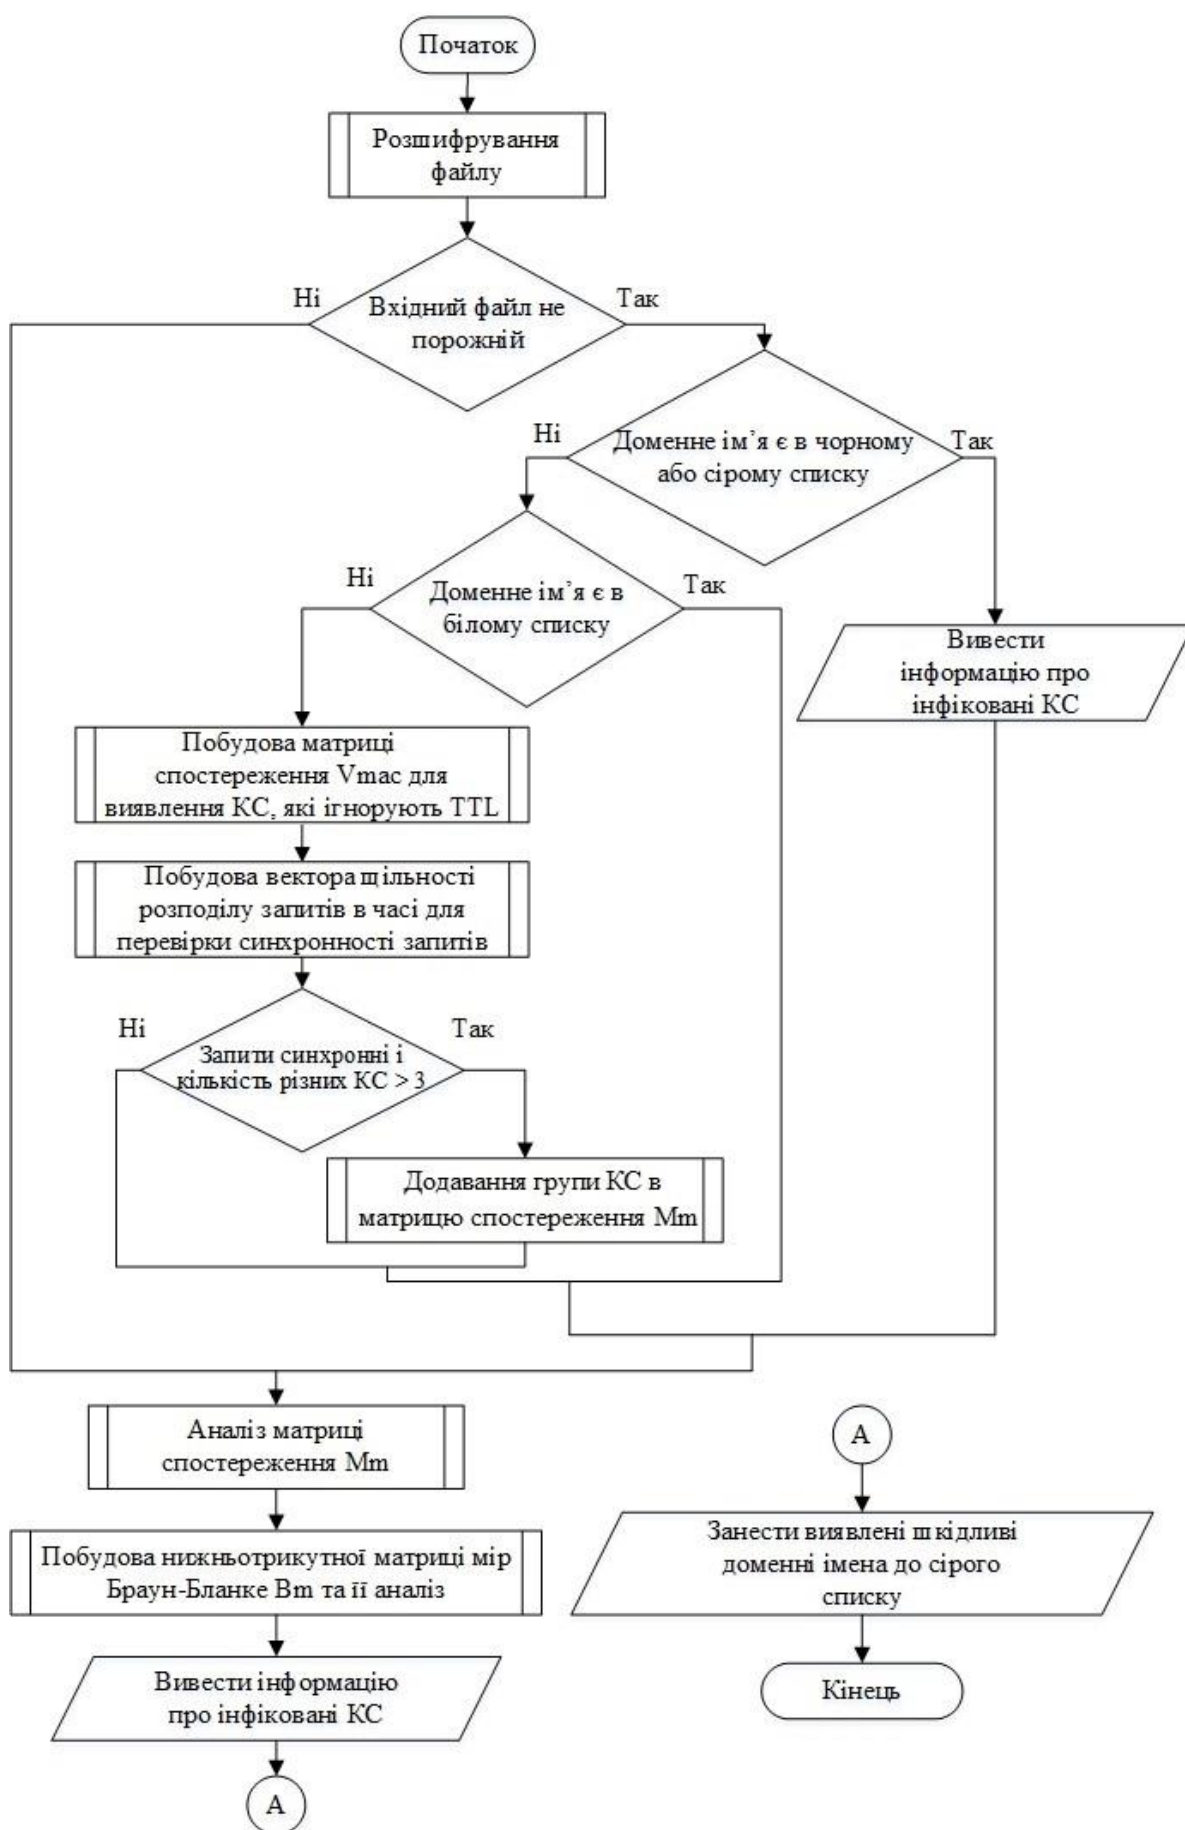 Початок
Розшифрування
файлу
Ні
Так
Вхідний файл не
порожній
Ні
Так
Доменне ім’я є в чорному
або сірому списку
Ні
Так
Доменне ім’я є в
білому списку
Вивести
інформацію про
інфіковані КС
Побудова матриці
спостереження Vmac для
виявлення КС, які ігнорують TTL
Побудова вектора щільності
розподілу запитів в часі для
перевірки синхронності запитів
Ні
Так
Запити синхронні і
кількість різних КС > 3
Додавання групи КС в
матрицю спостереження Mm
Аналіз матриці
спостереження Mm
Побудова нижньотрикутної матриці мір
Браун-Бланке Bm та її аналіз
Вивести інформацію
про інфіковані КС
А
А
Занести виявлені шкідливі
доменні імена до сірого
списку
Кінець